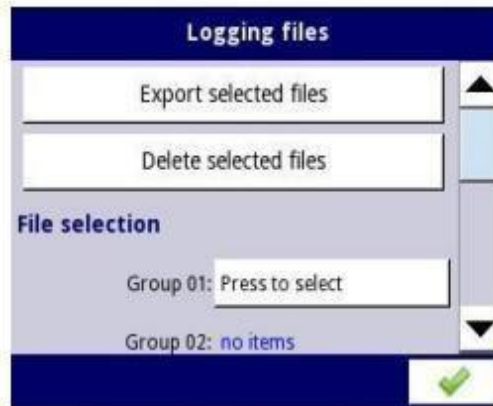 Logging files
Export selected files
Delete selected files
File selection
Group 01: Press to select
Group 02: no items